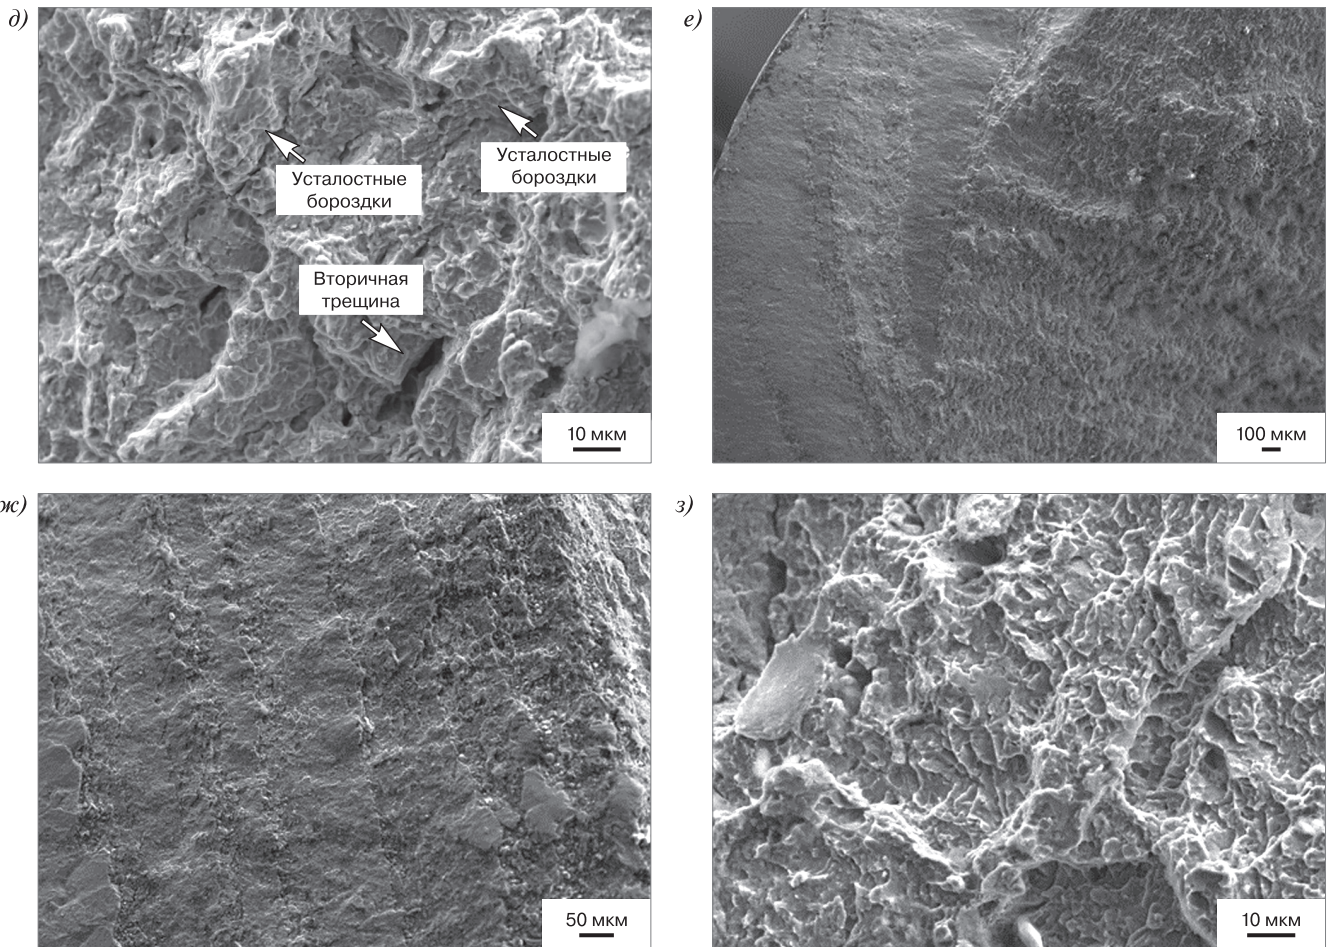 д)
е)
Усталостные
бороздки
Усталостные
бороздки
Вторичная
трещина
10 мкм
100 мкм
ж)
з)
50 мкм
10 мкм